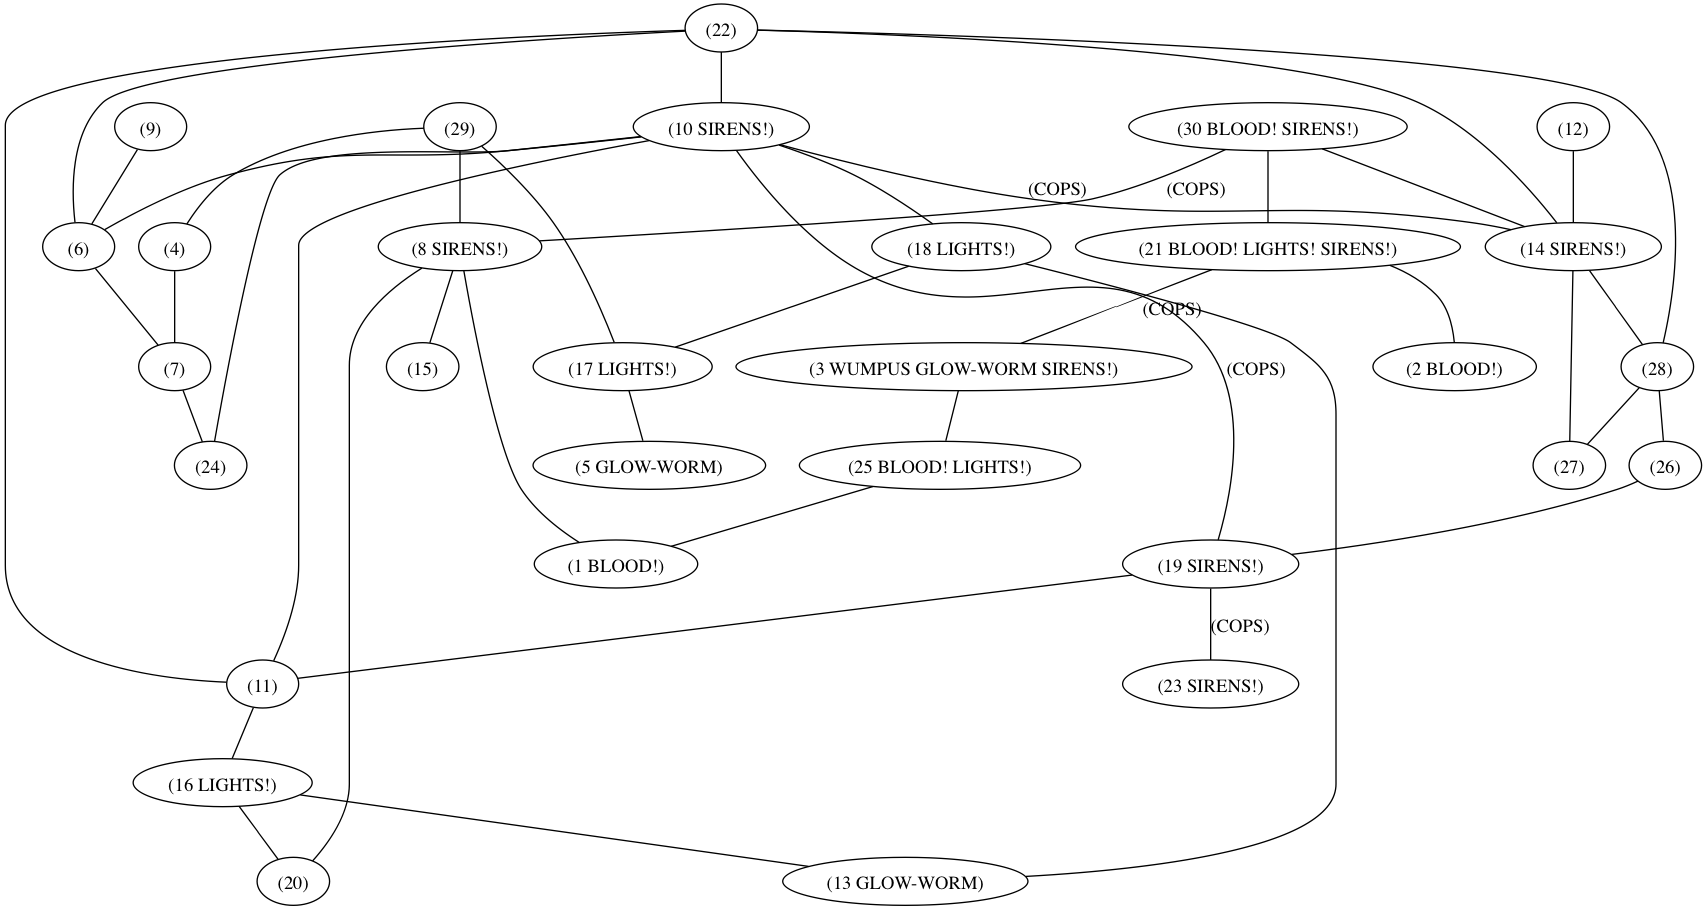 (22)
(9)
(29)
(10 SIRENS!)
(30 BLOOD! SIRENS!)
(12)
(COPS)
(COPS)
(6)
(4)
(8 SIRENS!)
(18 LIGHTS!)
(21 BLOOD! LIGHTS! SIRENS!)
(14 SIRENS!)
(COPS)
(7)
(15)
(17 LIGHTS!)
(3 WUMPUS GLOW-WORM SIRENS!)
(COPS)
(2 BLOOD!)
(28)
(24)
(5 GLOW-WORM)
(25 BLOOD! LIGHTS!)
(27)
(26)
(1 BLOOD!)
(19 SIRENS!)
(COPS)
(11)
(23 SIRENS!)
(16 LIGHTS!)
(20)
(13 GLOW-WORM)